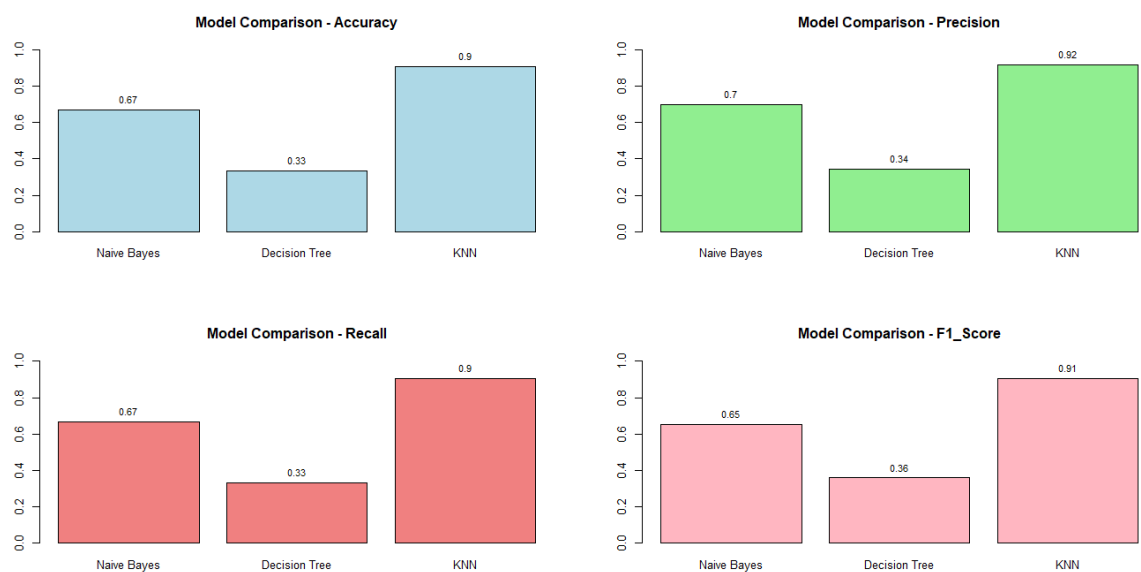 Model Comparison - Accuracy
1.0
0.8
0.6
0.4
0.2
0.0
0.67
0.33
0.9
Naive Bayes
Decision Tree
KNN
Model Comparison - Precision
1.0
0.8
0.6
0.4
0.2
0.0
0.7
0.34
0.92
Naive Bayes
Decision Tree
KNN
Model Comparison - Recall
1.0
0.8
0.6
0.4
0.2
0.0
0.67
0.33
0.9
Naive Bayes
Decision Tree
KNN
Model Comparison - F1_Score
1.0
0.8
0.6
0.4
0.2
0.0
0.65
0.36
0.91
Naive Bayes
Decision Tree
KNN